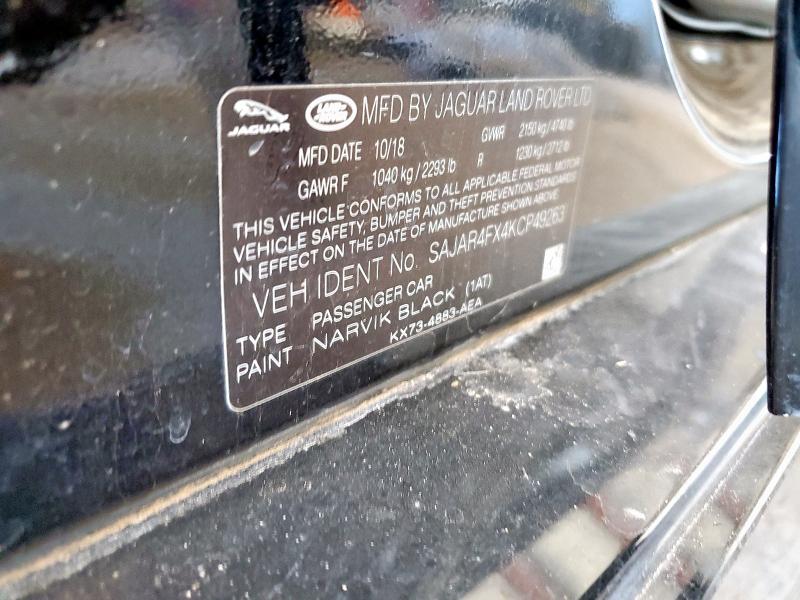 JAGUAR LAND ROVER MFD BY JAGUAR LAND ROVER LTD
MFD DATE 10/18 GVWR 2150 kg / 4740 lb
GAWR F 1040 kg / 2293 lb R 1230 kg / 2712 lb
THIS VEHICLE CONFORMS TO ALL APPLICABLE FEDERAL MOTOR
VEHICLE SAFETY, BUMPER AND THEFT PREVENTION STANDARDS
IN EFFECT ON THE DATE OF MANUFACTURE SHOWN ABOVE
VEH IDENT No. SAJAR4FX4KCP49263
TYPE PASSENGER CAR
PAINT NARVIK BLACK (1AT)
KX73-4883-AEA